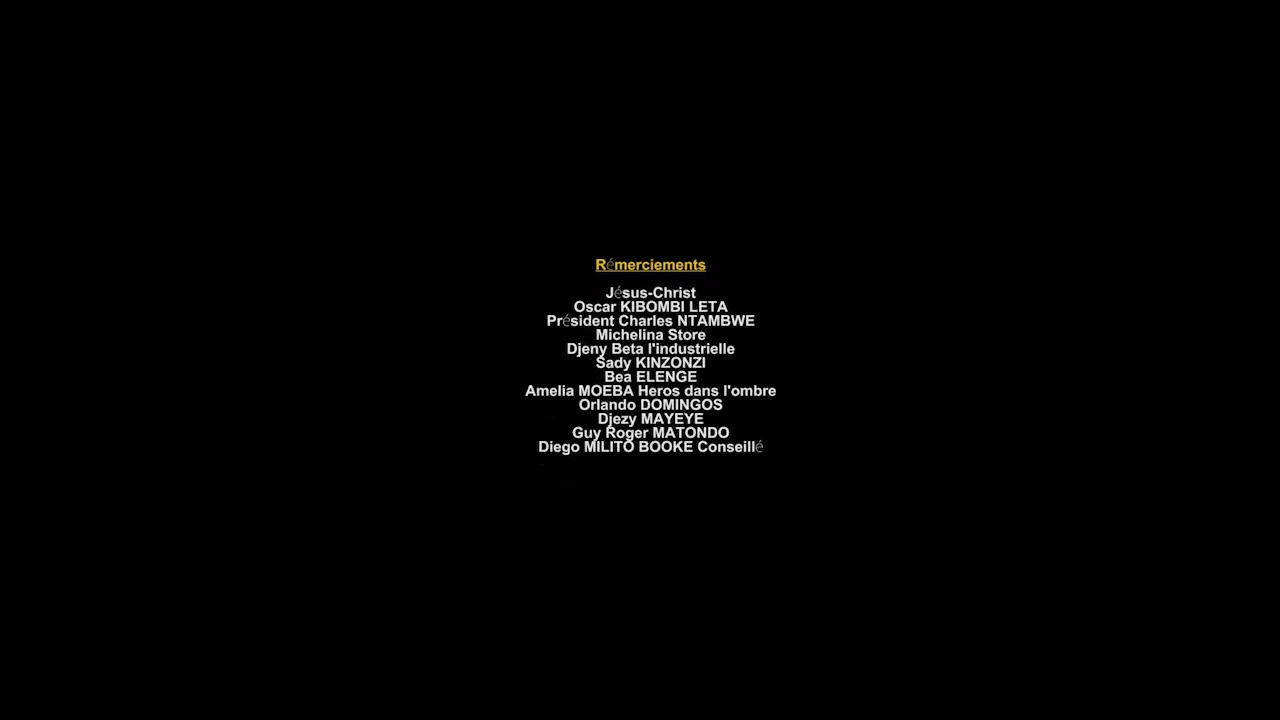 Rémerciements
Jésus-Christ
Oscar KIBOMBI LETA
Président Charles NTAMBWE
Michelina Store
Djeny Beta l'industrielle
Sady KINZONZI
Bea ELENGE
Amelia MOEBA Heros dans l'ombre
Orlando DOMINGOS
Djezy MAYEYE
Guy Roger MATONDO
Diego MILITO BOOKE Conseillé